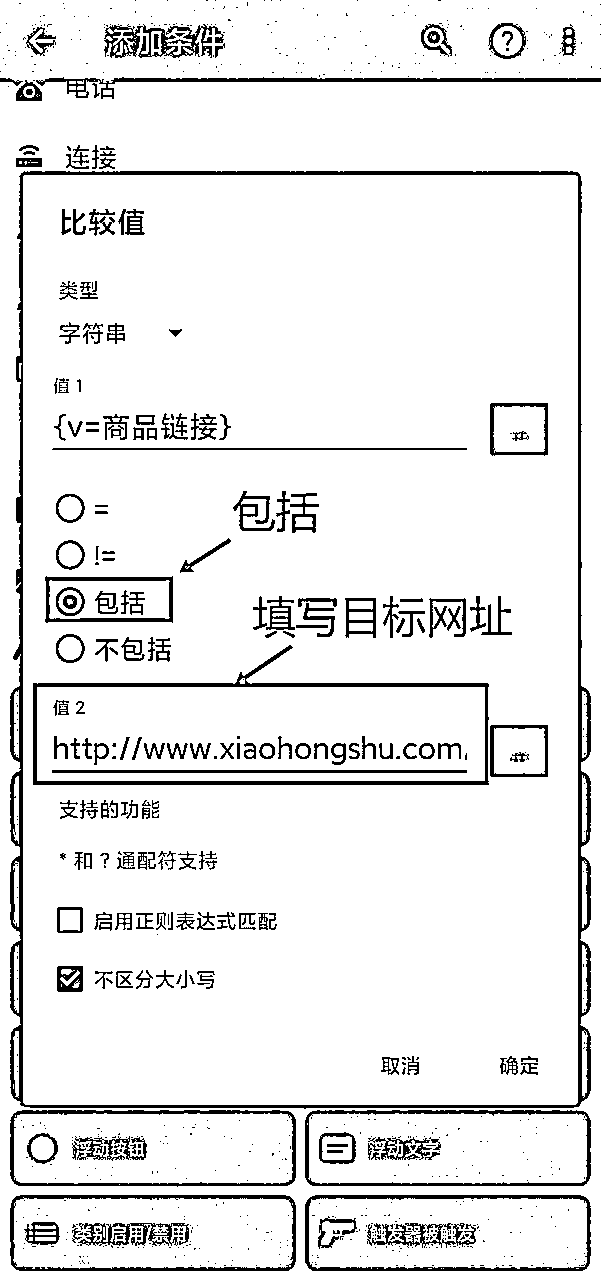 添加条件
电话
连接
比较值
类型
字符串
值 1
{v=商品链接}
=
包括
!=
包括
填写目标网址
不包括
值 2
http://www.xiaohongshu.com/
支持的功能
* 和 ? 通配符支持
启用正则表达式匹配
不区分大小写
取消
确定
浮动按钮
浮动文字
类别启用/禁用
触发器被触发